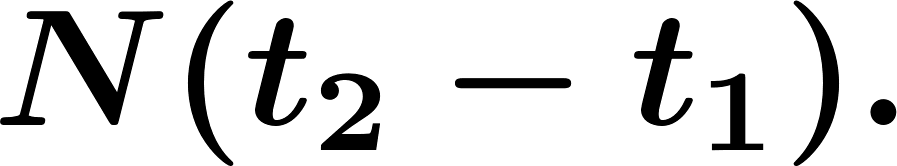 N(t₂ − t₁).